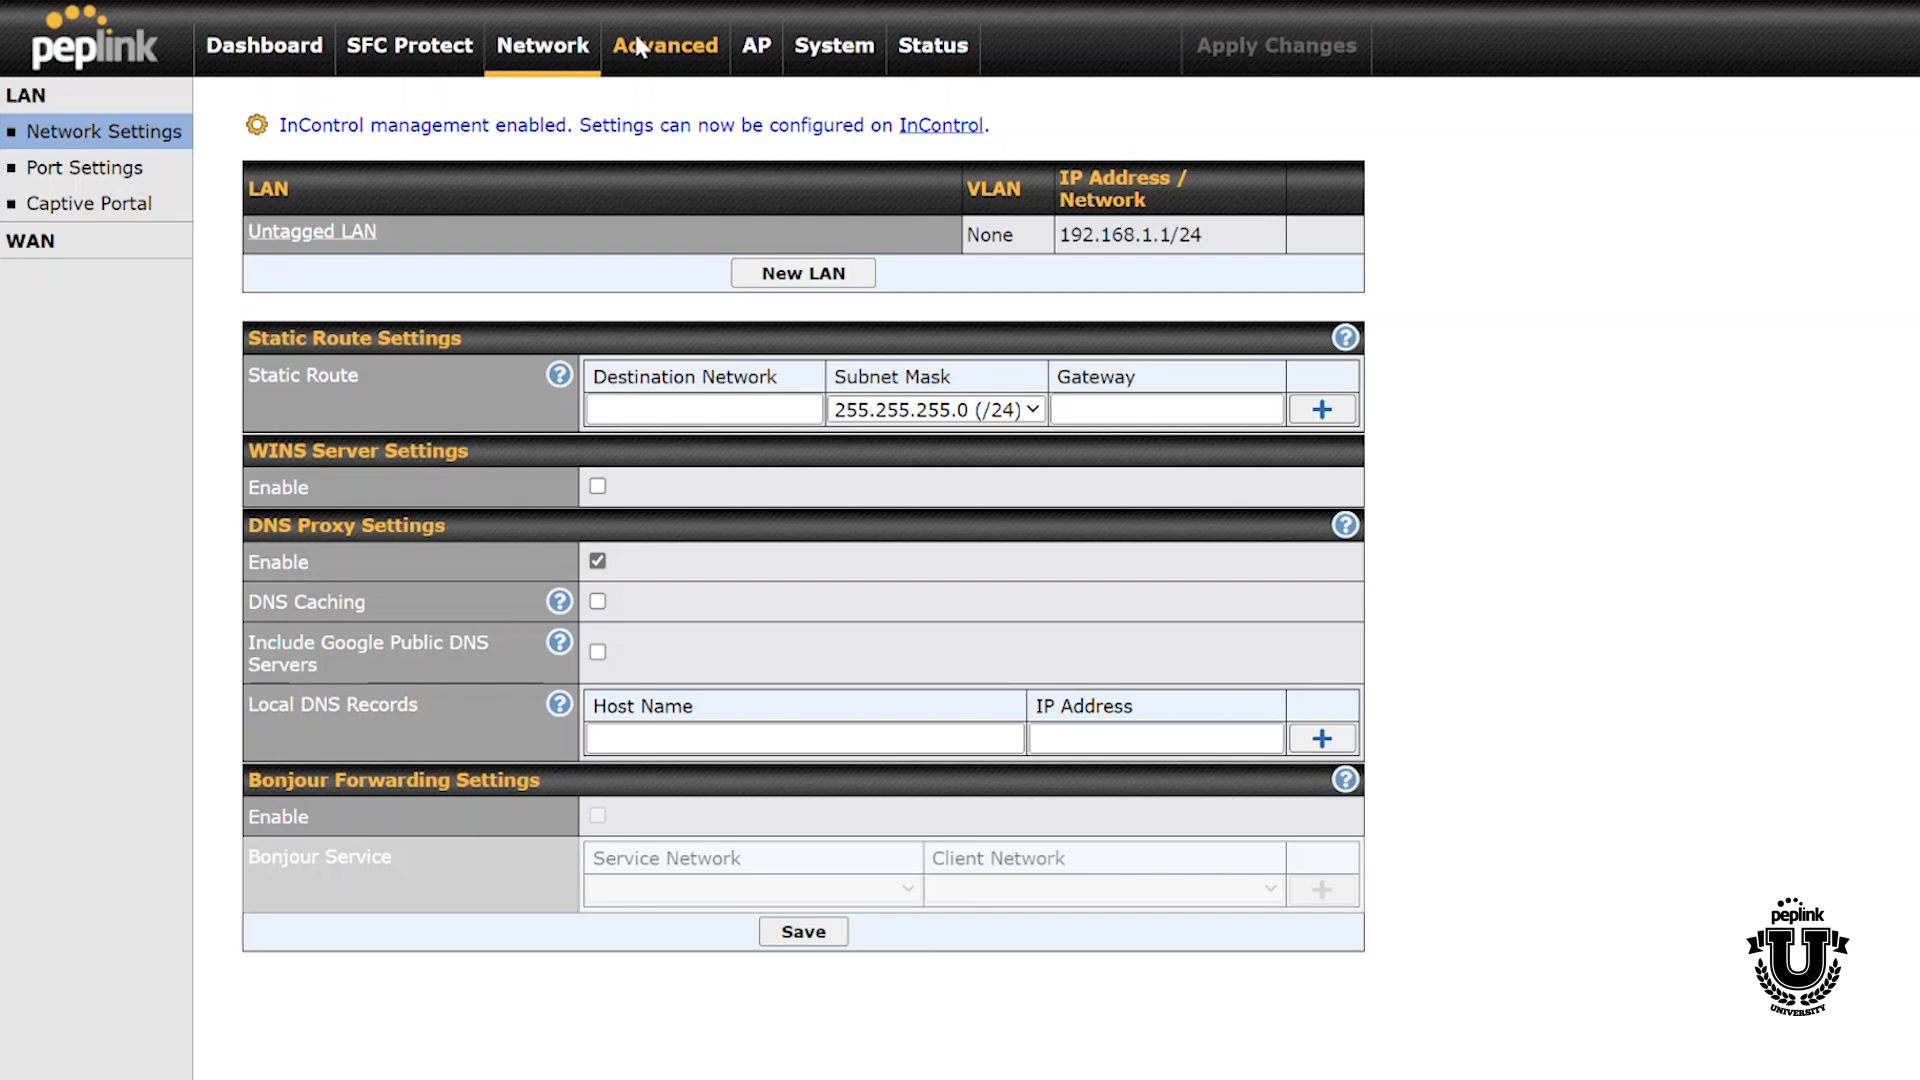 peplink
Dashboard
SFC Protect
Network
Advanced
AP
System
Status
Apply Changes
LAN
Network Settings
Port Settings
Captive Portal
WAN
InControl management enabled. Settings can now be configured on InControl.
LAN
VLAN
IP Address /
Network
Untagged LAN
None
192.168.1.1/24
New LAN
Static Route Settings
Static Route
Destination Network
Subnet Mask
Gateway
255.255.255.0 (/24)
WINS Server Settings
Enable
DNS Proxy Settings
Enable
DNS Caching
Include Google Public DNS
Servers
Local DNS Records
Host Name
IP Address
Bonjour Forwarding Settings
Enable
Bonjour Service
Service Network
Client Network
Save
peplink
U
UNIVERSITY